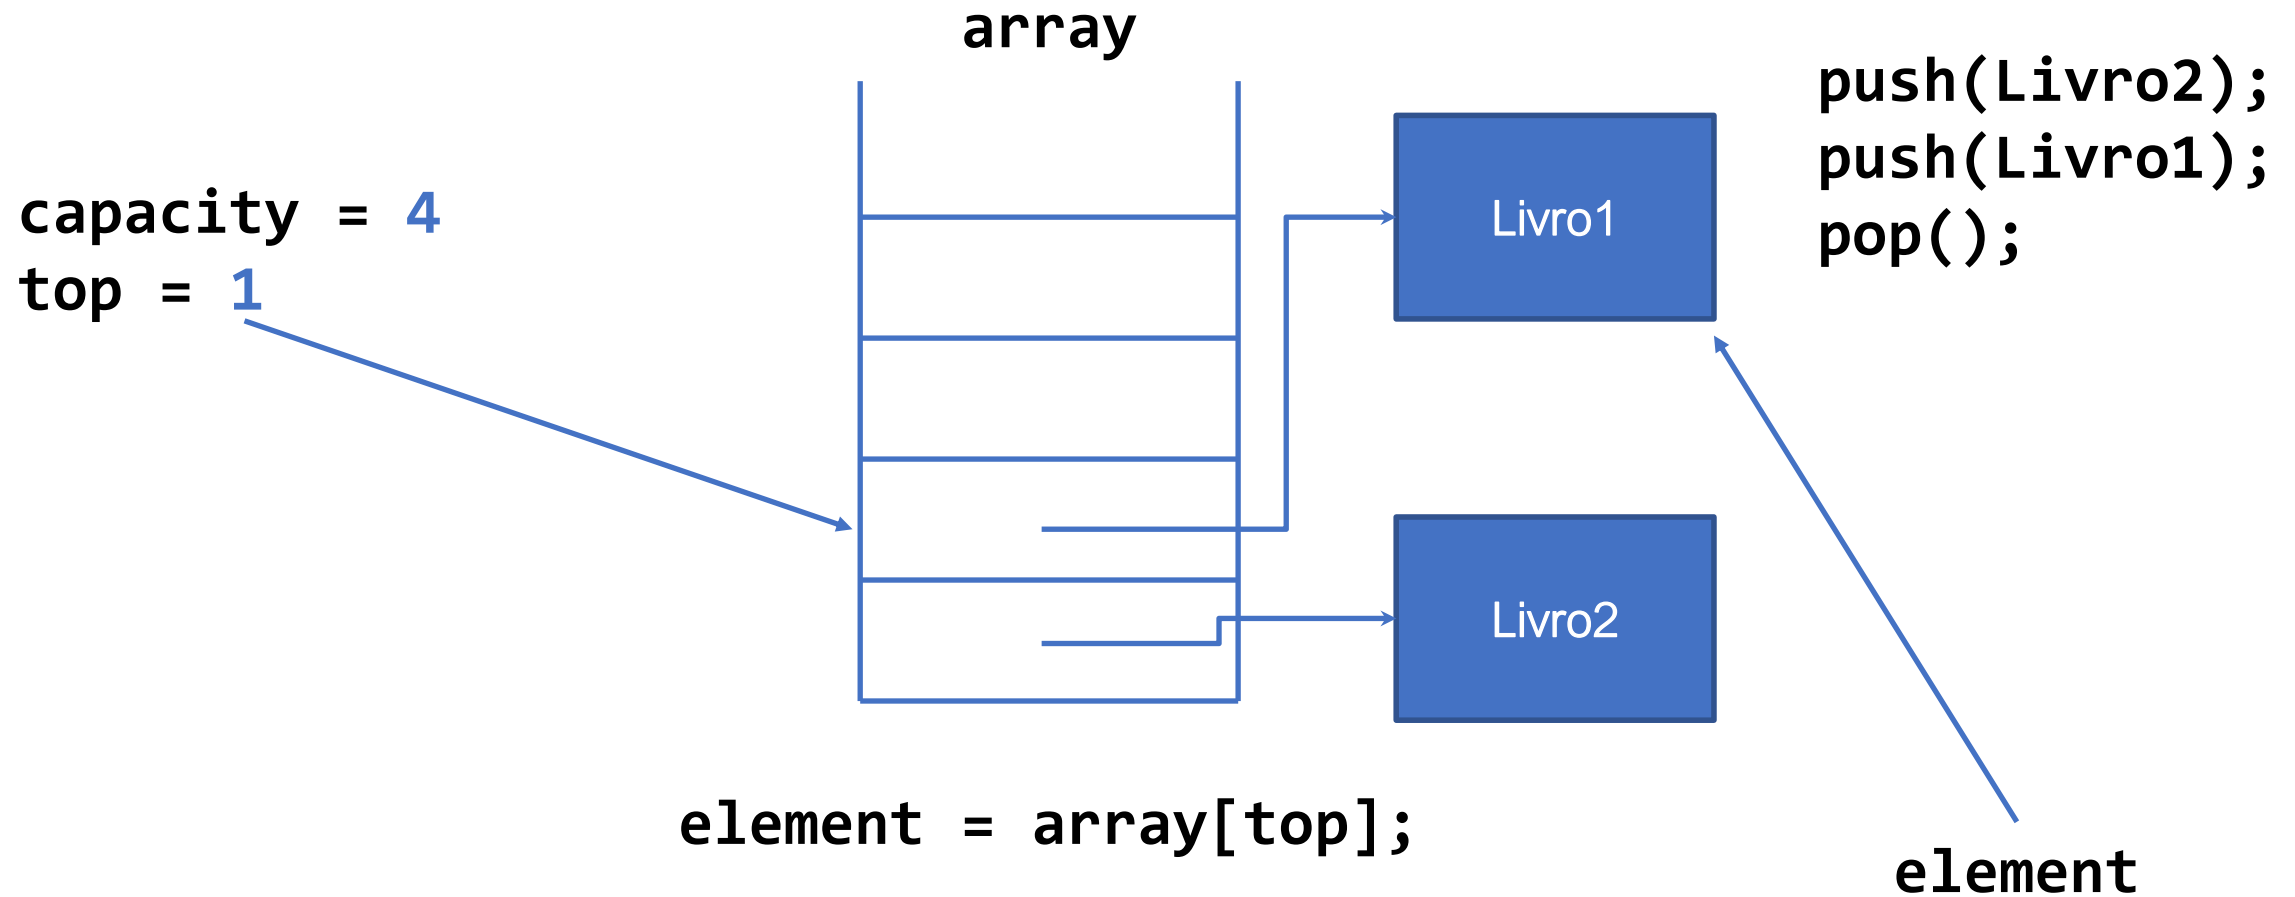 array
push(Livro2);
push(Livro1);
pop();
capacity = 4
top = 1
Livro1
Livro2
element = array[top];
element